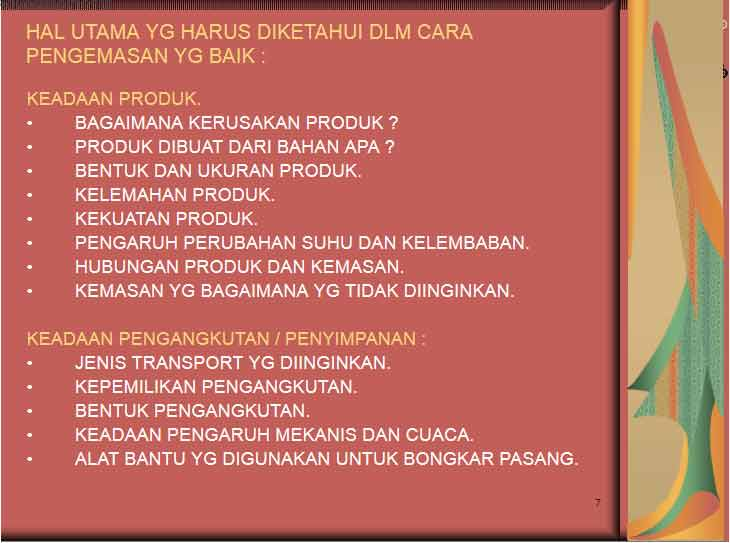 HAL UTAMA YG HARUS DIKETAHUI DLM CARA
PENGEMASAN YG BAIK :
KEADAAN PRODUK.
• BAGAIMANA KERUSAKAN PRODUK ?
• PRODUK DIBUAT DARI BAHAN APA ?
• BENTUK DAN UKURAN PRODUK.
• KELEMAHAN PRODUK.
• KEKUATAN PRODUK.
• PENGARUH PERUBAHAN SUHU DAN KELEMBABAN.
• HUBUNGAN PRODUK DAN KEMASAN.
• KEMASAN YG BAGAIMANA YG TIDAK DIINGINKAN.
KEADAAN PENGANGKUTAN / PENYIMPANAN :
• JENIS TRANSPORT YG DIINGINKAN.
• KEPEMILIKAN PENGANGKUTAN.
• BENTUK PENGANGKUTAN.
• KEADAAN PENGARUH MEKANIS DAN CUACA.
• ALAT BANTU YG DIGUNAKAN UNTUK BONGKAR PASANG.
7